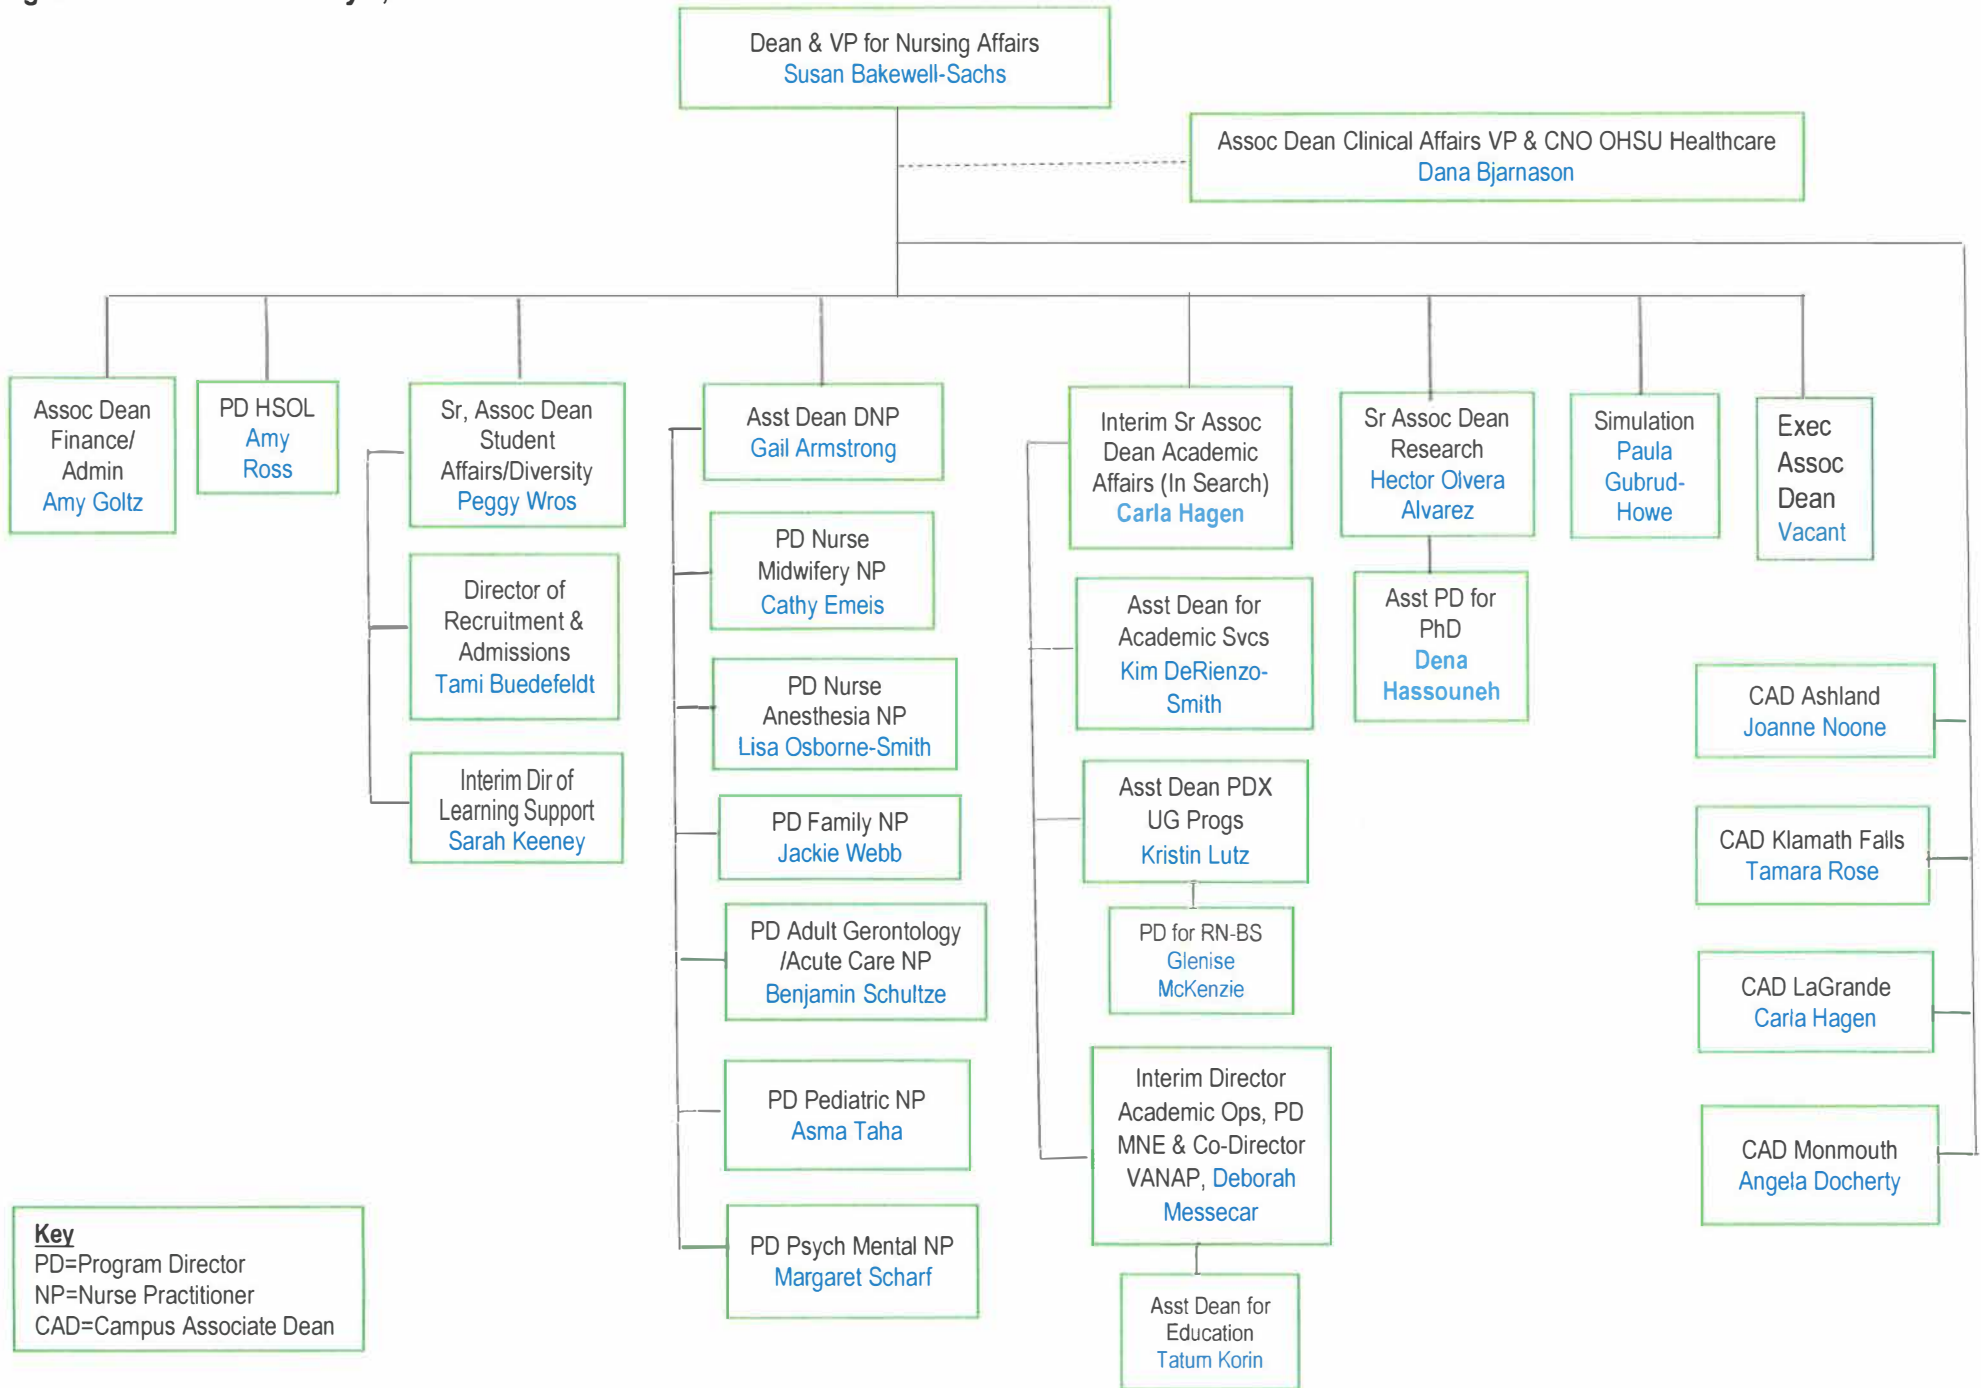 Dean & VP for Nursing Affairs
Susan Bakewell-Sachs
Assoc Dean Clinical Affairs VP & CNO OHSU Healthcare
Dana Bjarnason
Assoc Dean
Finance/
Admin
Amy Goltz
PD HSOL
Amy
Ross
Sr, Assoc Dean
Student
Affairs/Diversity
Peggy Wros
Director of
Recruitment &
Admissions
Tami Buedefeldt
Interim Dir of
Learning Support
Sarah Keeney
Asst Dean DNP
Gail Armstrong
PD Nurse
Midwifery NP
Cathy Emeis
PD Nurse
Anesthesia NP
Lisa Osborne-Smith
PD Family NP
Jackie Webb
PD Adult Gerontology
/Acute Care NP
Benjamin Schultze
PD Pediatric NP
Asma Taha
PD Psych Mental NP
Margaret Scharf
Interim Sr Assoc
Dean Academic
Affairs (In Search)
Carla Hagen
Asst Dean for
Academic Svcs
Kim DeRienzo-
Smith
Asst Dean PDX
UG Progs
Kristin Lutz
PD for RN-BS
Glenise
McKenzie
Interim Director
Academic Ops, PD
MNE & Co-Director
VANAP, Deborah
Messecar
Asst Dean for
Education
Tatum Korin
Sr Assoc Dean
Research
Hector Olvera
Alvarez
Asst PD for
PhD
Dena
Hassouneh
Simulation
Paula
Gubrud-
Howe
Exec
Assoc
Dean
Vacant
CAD Ashland
Joanne Noone
CAD Klamath Falls
Tamara Rose
CAD LaGrande
Carla Hagen
CAD Monmouth
Angela Docherty
Key
PD=Program Director
NP=Nurse Practitioner
CAD=Campus Associate Dean